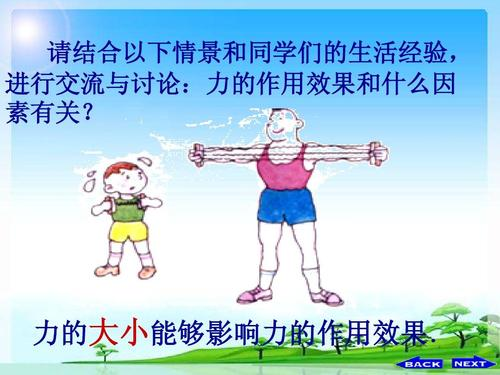 请结合以下情景和同学们的生活经验，
进行交流与讨论：力的作用效果和什么因
素有关？
力的大小能够影响力的作用效果.
BACK NEXT